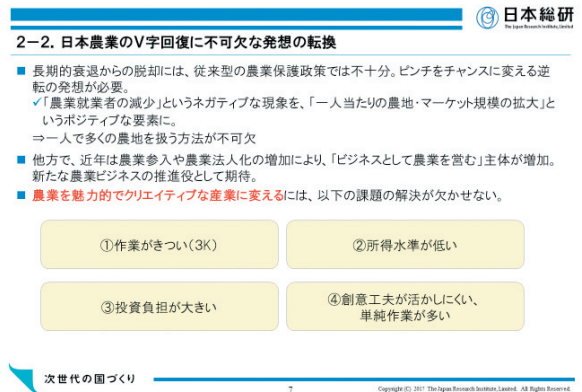 日本総研
The Japan Research Institute, Limited
2－2．日本農業のV字回復に不可欠な発想の転換
■ 長期的衰退からの脱却には、従来型の農業保護政策では不十分。ピンチをチャンスに変える逆
転の発想が必要。
✓「農業就業者の減少」というネガティブな現象を、「一人当たりの農地・マーケット規模の拡大」と
いうポジティブな要素に。
⇒一人で多くの農地を扱う方法が不可欠
■ 他方で、近年は農業参入や農業法人化の増加により、「ビジネスとして農業を営む」主体が増加。
新たな農業ビジネスの推進役として期待。
■ 農業を魅力的でクリエイティブな産業に変えるには、以下の課題の解決が欠かせない。
①作業がきつい（3K）
②所得水準が低い
③投資負担が大きい
④創意工夫が活かしにくい、
単純作業が多い
次世代の国づくり
7
Copyright (C) 2017 The Japan Research Institute, Limited. All Rights Reserved.